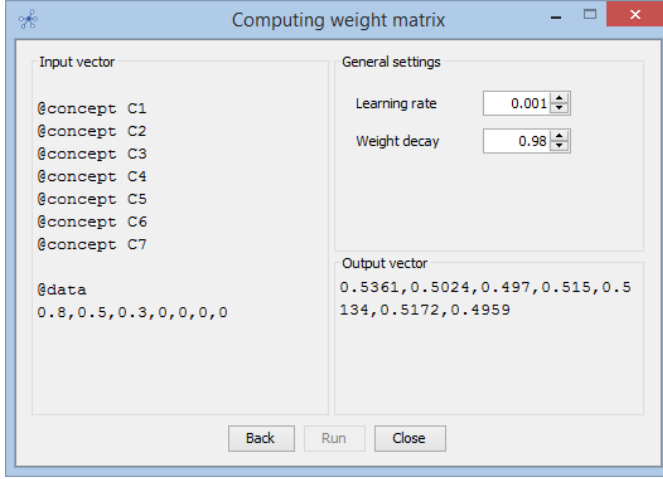 Computing weight matrix
Input vector
@concept C1
@concept C2
@concept C3
@concept C4
@concept C5
@concept C6
@concept C7
@data
0.8,0.5,0.3,0,0,0,0
General settings
Learning rate 0.001
Weight decay 0.98
Output vector
0.5361,0.5024,0.497,0.515,0.5
134,0.5172,0.4959
Back Run Close